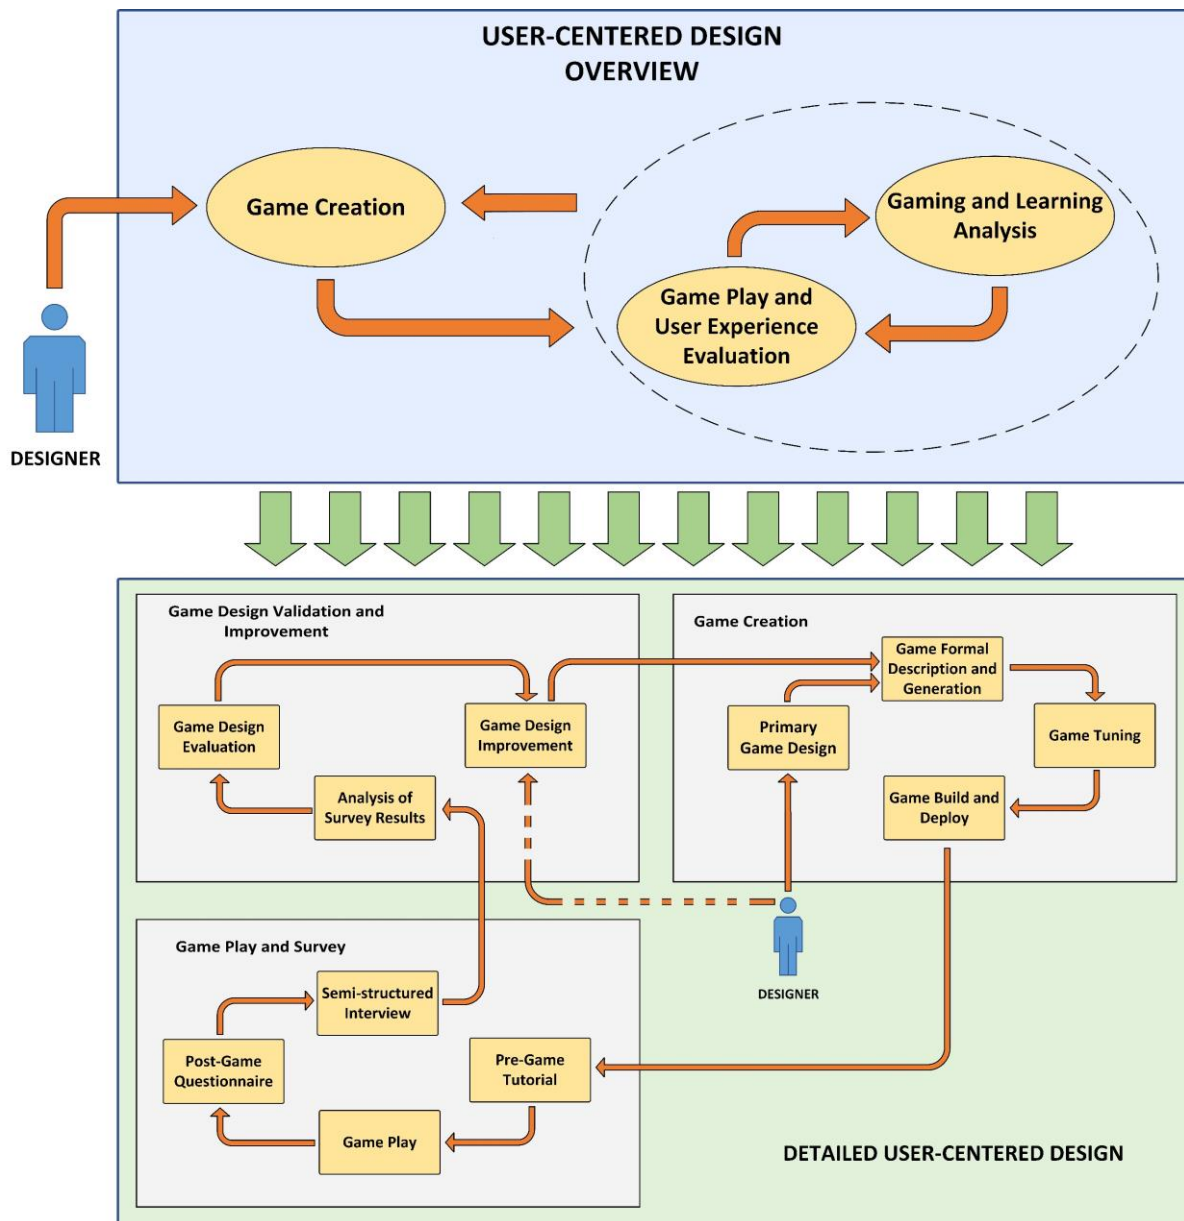 USER-CENTERED DESIGN
OVERVIEW
Game Creation
Gaming and Learning
Analysis
Game Play and
User Experience
Evaluation
DESIGNER
Game Design Validation and
Improvement
Game Design
Evaluation
Game Design
Improvement
Analysis of
Survey Results
Game Creation
Game Formal
Description and
Generation
Primary
Game Design
Game Tuning
Game Build and
Deploy
DESIGNER
Game Play and Survey
Semi-structured
Interview
Post-Game
Questionnaire
Pre-Game
Tutorial
Game Play
DETAILED USER-CENTERED DESIGN